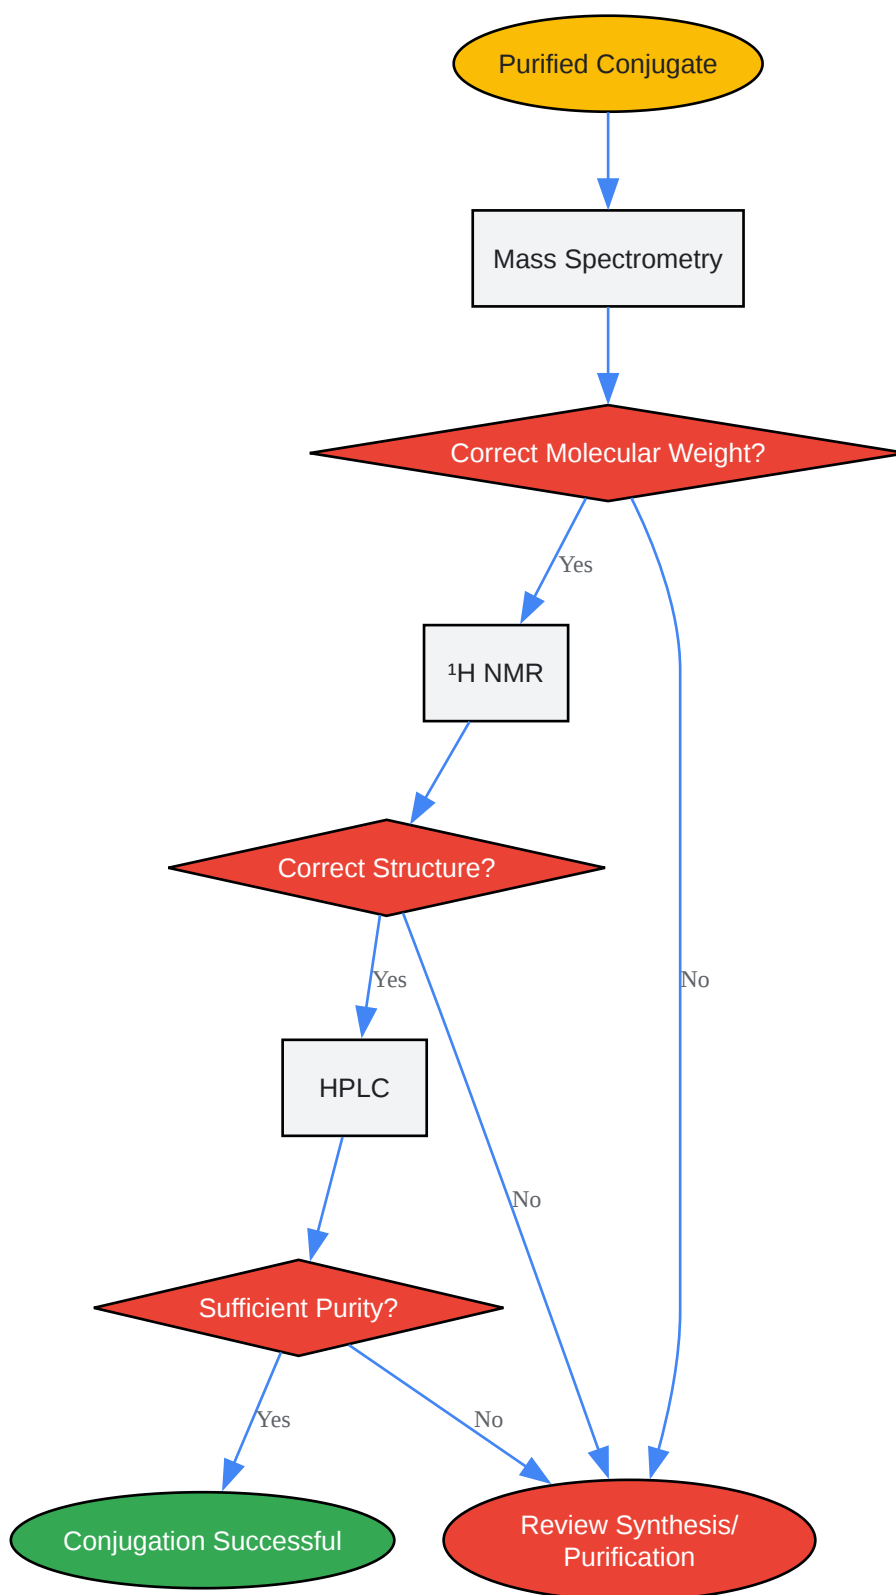 Purified Conjugate
Mass Spectrometry
Correct Molecular Weight?
Yes
¹H NMR
Correct Structure?
Yes
No
HPLC
No
Sufficient Purity?
Yes
No
Conjugation Successful
Review Synthesis/
Purification